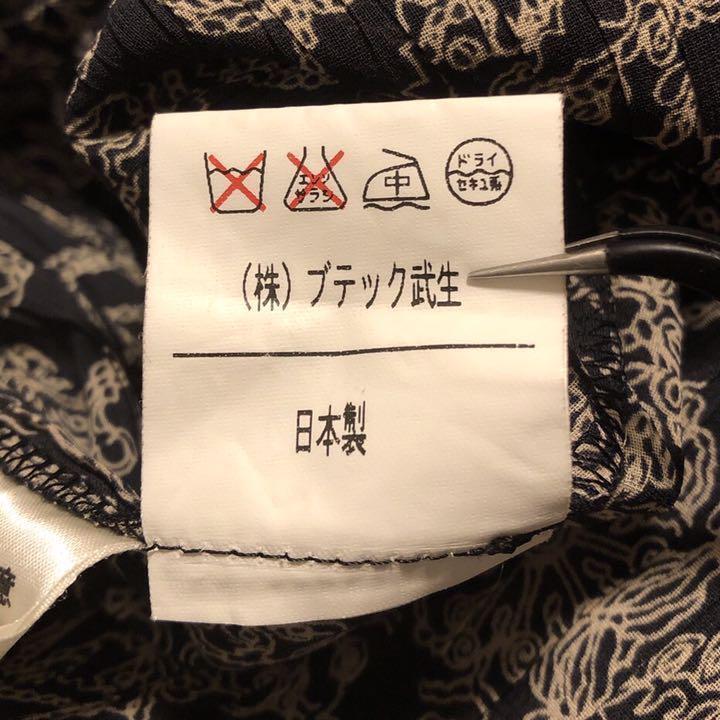 エンソ
サラシ
中
ドライ
セキユ系
(株)ブテック武生
日本製